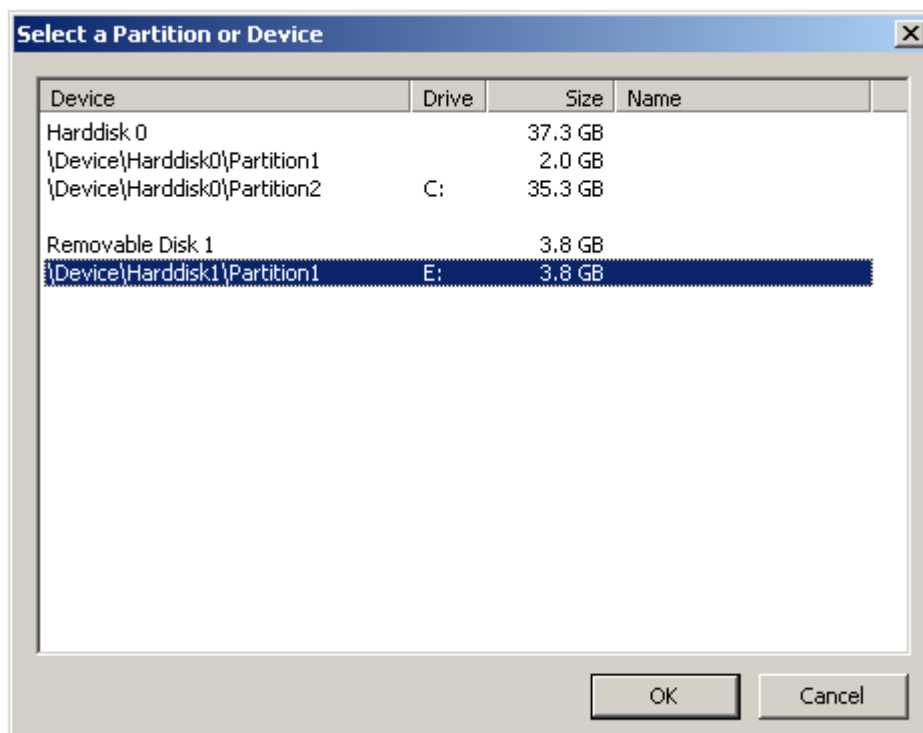 Select a Partition or Device
Device Drive Size Name
Harddisk 0 37.3 GB
\Device\Harddisk0\Partition1 2.0 GB
\Device\Harddisk0\Partition2 C: 35.3 GB
Removable Disk 1 3.8 GB
\Device\Harddisk1\Partition1 E: 3.8 GB
OK Cancel